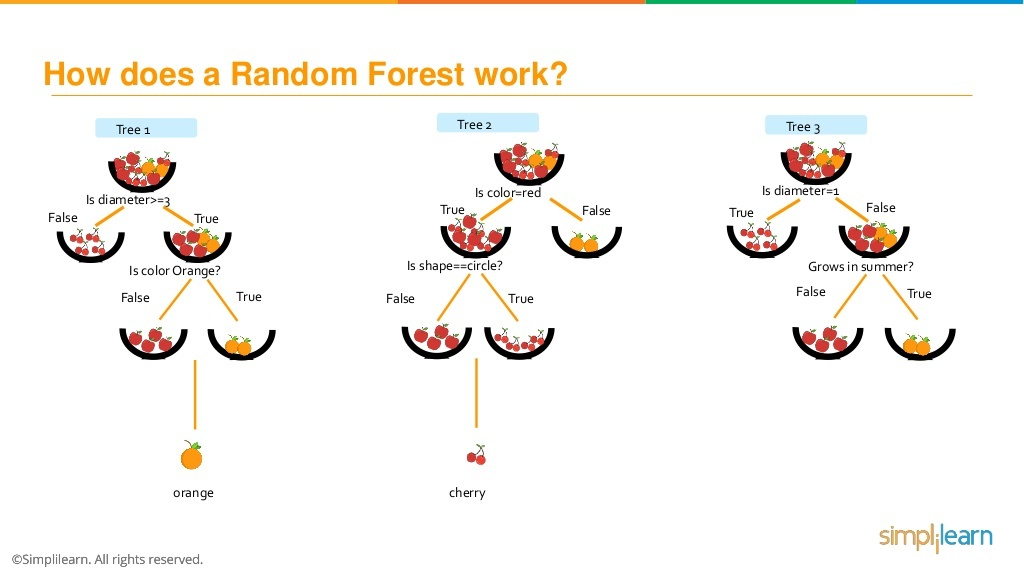 How does a Random Forest work?
Tree 1
Is diameter>=3
False
True
Is color Orange?
False
True
orange
Tree 2
Is color=red
True
False
Is shape==circle?
False
True
cherry
Tree 3
Is diameter=1
True
False
Grows in summer?
False
True
©Simplilearn. All rights reserved.
simplilearn